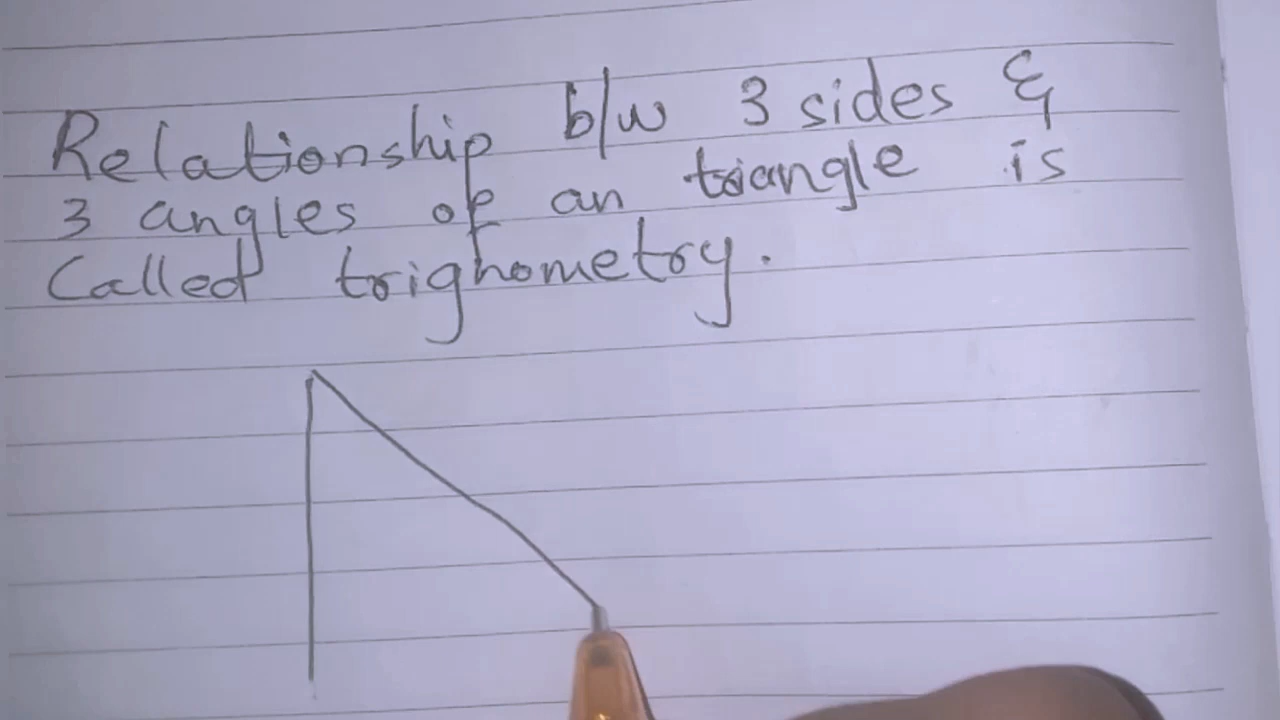 Relationship b/w 3 sides &
3 angles of an triangle is
Called trighometry.